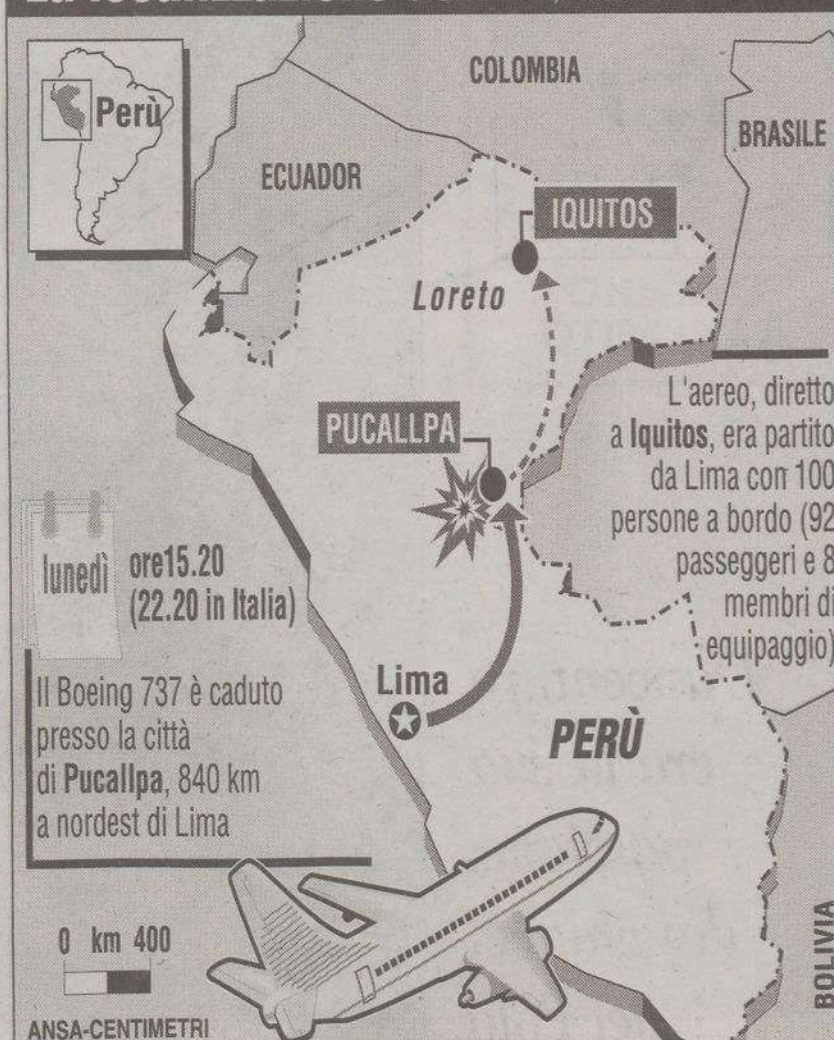 Perù
COLOMBIA
BRASILE
ECUADOR
IQUITOS
Loreto
PUCALLPA
L'aereo, diretto
a Iquitos, era partito
da Lima con 100
persone a bordo (92
passeggeri e 8
membri di
equipaggio)
lunedì
ore15.20
(22.20 in Italia)
Il Boeing 737 è caduto
presso la città
di Pucallpa, 840 km
a nordest di Lima
Lima
PERÙ
BOLIVIA
0 km 400
ANSA-CENTIMETRI